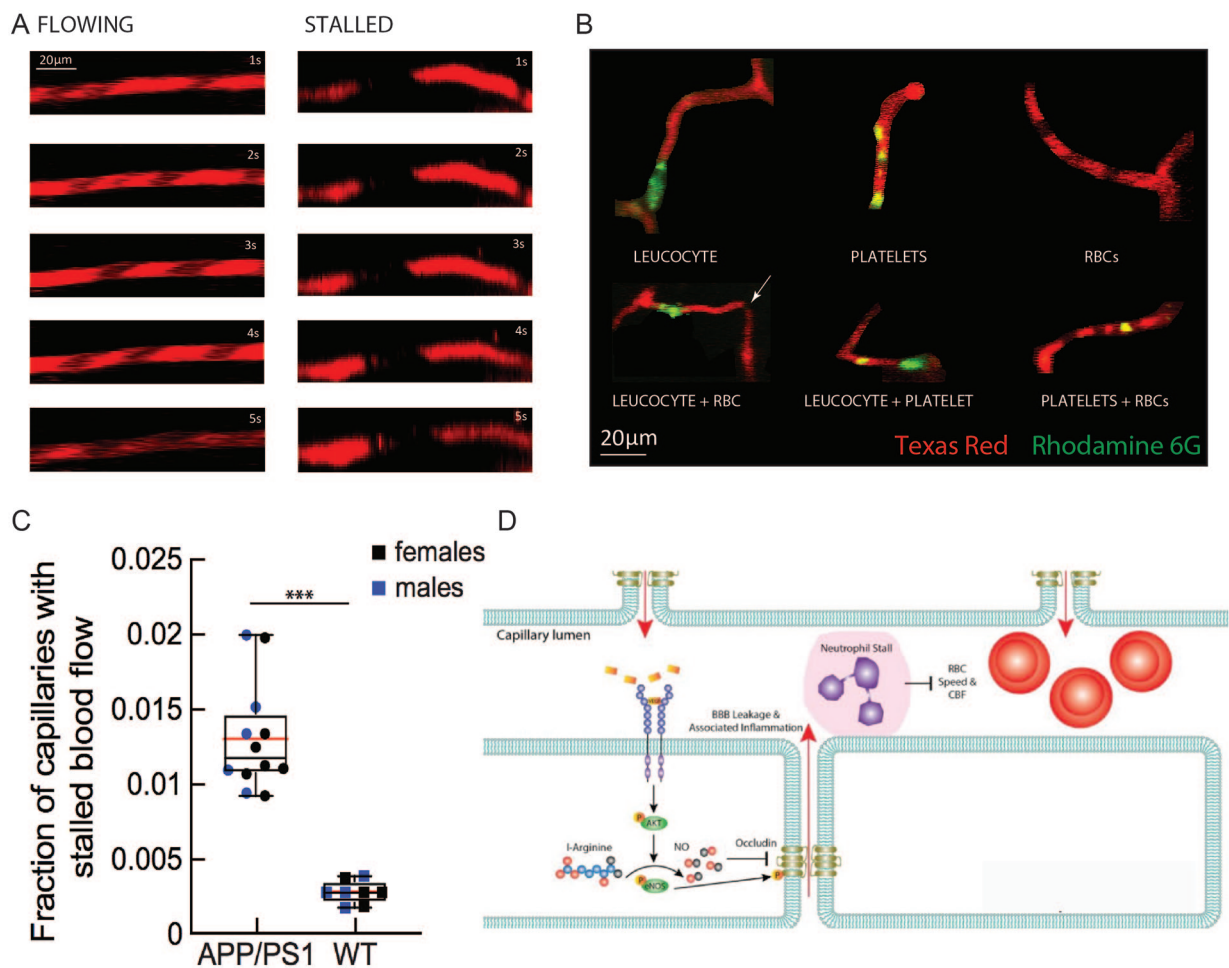 A FLOWING STALLED
20μm
1s
1s
2s
2s
3s
3s
4s
4s
5s
5s
B
LEUCOCYTE PLATELETS RBCs
LEUCOCYTE + RBC LEUCOCYTE + PLATELET PLATELETS + RBCs
20μm
Texas Red Rhodamine 6G
C
females
males
Fraction of capillaries with
stalled blood flow
0.025
0.02
0.015
0.01
0.005
0
***
APP/PS1 WT
D
Capillary lumen
Neutrophil Stall
RBC
Speed &
CBF
BBB Leakage &
Associated Inflammation
P AKT
l-Arginine NO Occludin
P eNOS
P